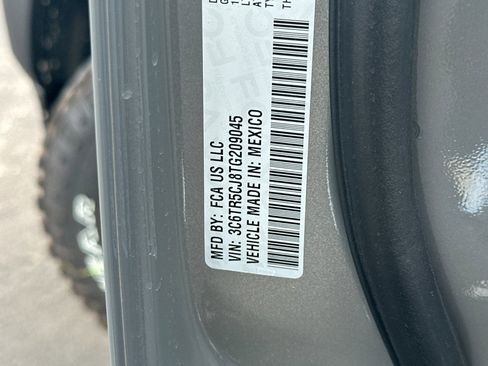 MFD BY: FCA US LLC
VIN: 3C6TR5CJ8TG209045
VEHICLE MADE IN: MEXICO